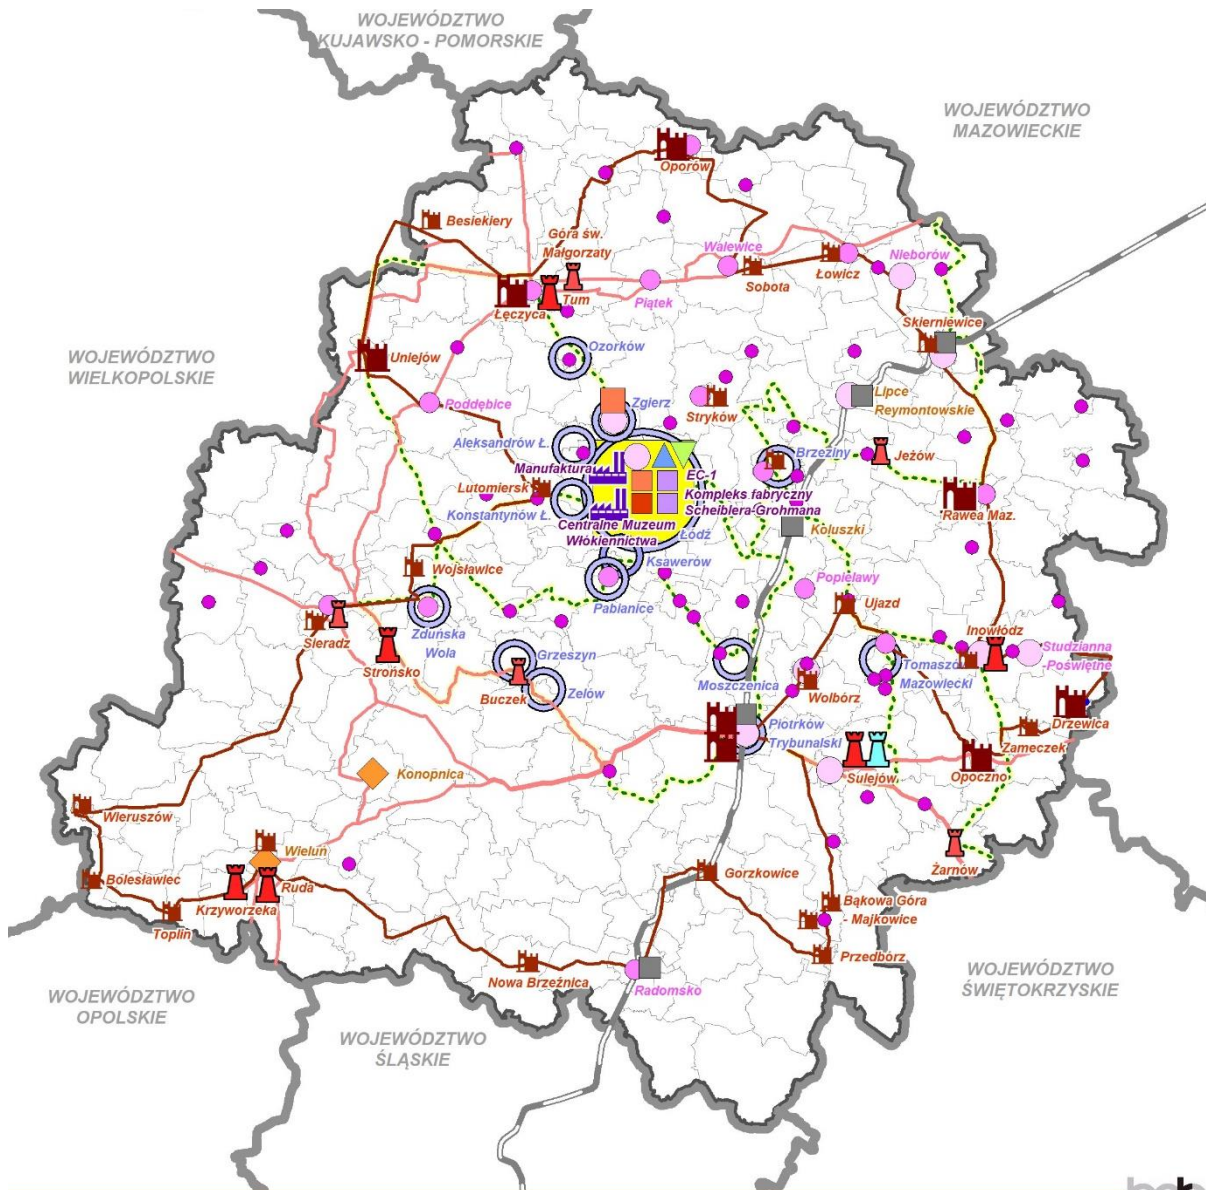 WOJEWÓDZTWO
KUJAWSKO - POMORSKIE
WOJEWÓDZTWO
MAZOWIECKIE
Oporów
Besiekiery
Góra św.
Małgorzaty
Walewice
Nieborów
Łowicz
Sobota
Tum
Piątek
Łęczyca
Skierniewice
Ozorków
WOJEWÓDZTWO
WIELKOPOLSKIE
Uniejów
Lipce
Reymontowskie
Poddębice
Zgierz
Stryków
Aleksandrów Ł.
Brzeziny
Jeżów
Manufaktura
EC-1
Lutomiersk
Kompleks fabryczny
Scheiblera-Grohmana
Konstantynów Ł.
Rawea Maz.
Centralne Muzeum
Włókiennictwa
Łódź
Koluszki
Ksawerów
Wojsławice
Popielawy
Pabianice
Ujazd
Sieradz
Zduńska
Wola
Inowłódz
Studzianna
Poświętne
Grzeszyn
Strońsko
Tomaszów
Mazowiecki
Moszczenica
Buczek
Zelów
Wolbórz
Piotrków
Trybunalski
Drzewica
Zameczek
Konopnica
Sulejów
Opoczno
Wieruszów
Wieluń
Żarnów
Bolesławiec
Ruda
Gorzkowice
Krzyworzeka
Bąkowa Góra
- Majkowice
Toplin
Przedbórz
Nowa Brzeźnica
Radomsko
WOJEWÓDZTWO
ŚWIĘTOKRZYSKIE
WOJEWÓDZTWO
OPOLSKIE
WOJEWÓDZTWO
ŚLĄSKIE